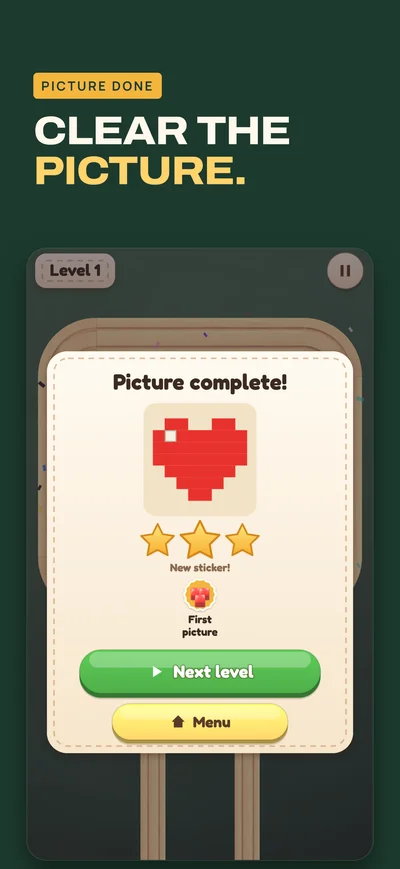 PICTURE DONE
CLEAR THE
PICTURE.
Level 1
Picture complete!
New sticker!
First
picture
Next level
Menu